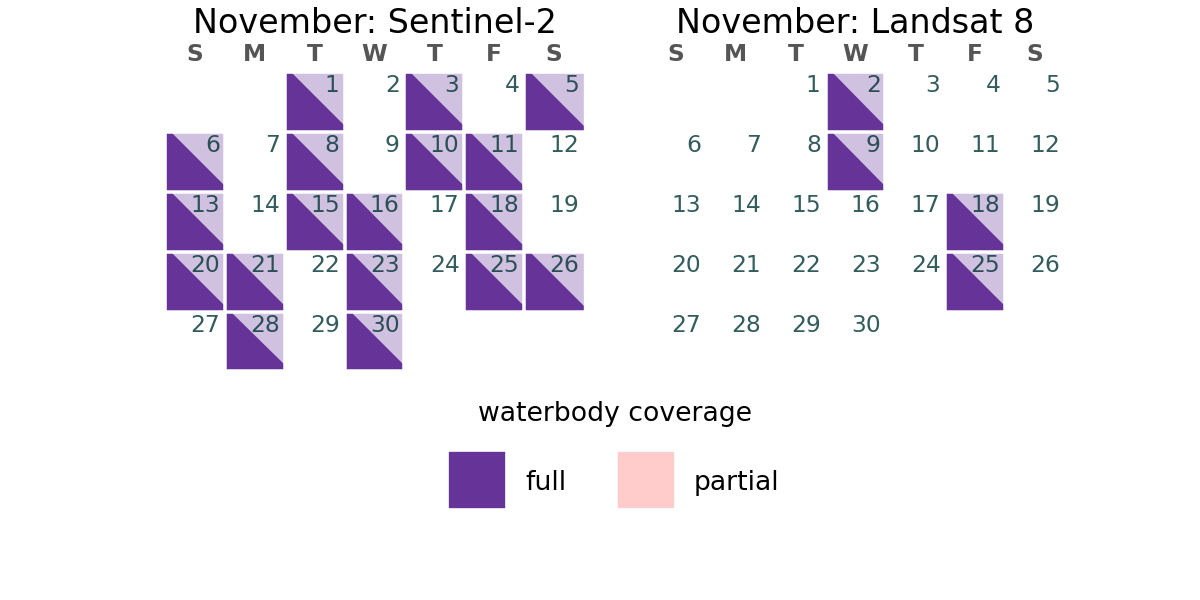 November: Sentinel-2
S M T W T F S
1 2 3 4 5
6 7 8 9 10 11 12
13 14 15 16 17 18 19
20 21 22 23 24 25 26
27 28 29 30
November: Landsat 8
S M T W T F S
1 2 3 4 5
6 7 8 9 10 11 12
13 14 15 16 17 18 19
20 21 22 23 24 25 26
27 28 29 30
waterbody coverage
full partial